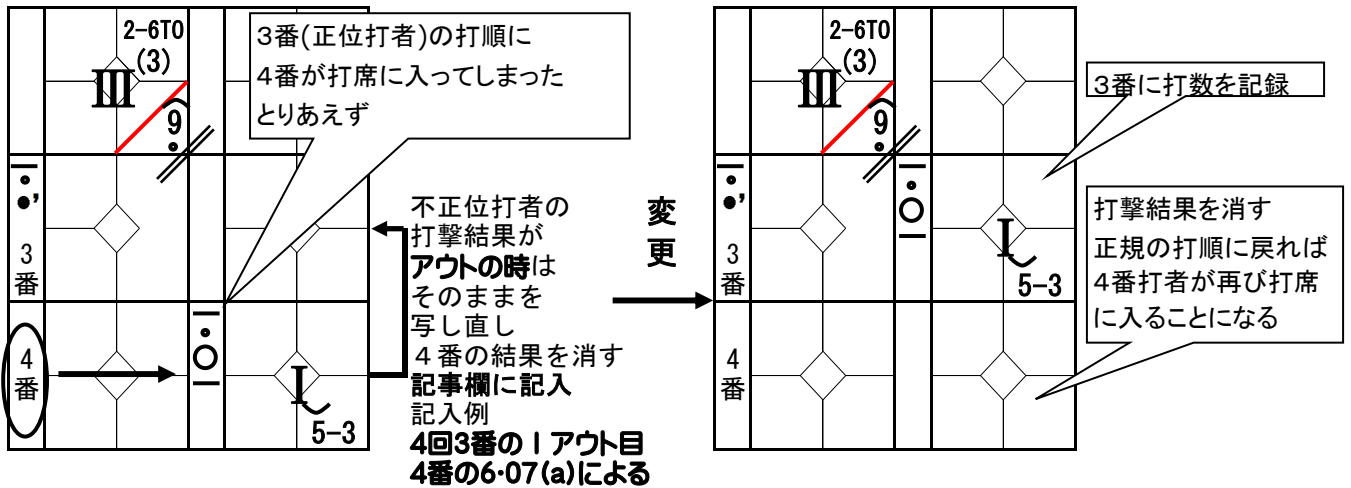 2-6TO
(3)
Ⅲ
9
3番(正位打者)の打順に
4番が打席に入ってしまった
とりあえず
3
番
4
番
Ⅰ
5-3
不正位打者の
打撃結果が
アウトの時は
そのままを
写し直し
4番の結果を消す
記事欄に記入
記入例
4回3番のⅠアウト目
4番の6・07(a)による
変
更
2-6TO
(3)
Ⅲ
9
3
番
4
番
Ⅰ
5-3
3番に打数を記録
打撃結果を消す
正規の打順に戻れば
4番打者が再び打席
に入ることになる